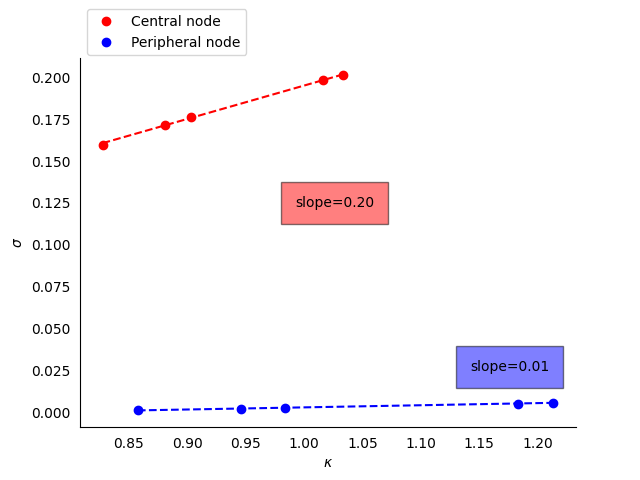 Central node
Peripheral node
0.200
0.175
0.150
0.125
0.100
0.075
0.050
0.025
0.000
σ
slope=0.20
slope=0.01
0.85 0.90 0.95 1.00 1.05 1.10 1.15 1.20
κ